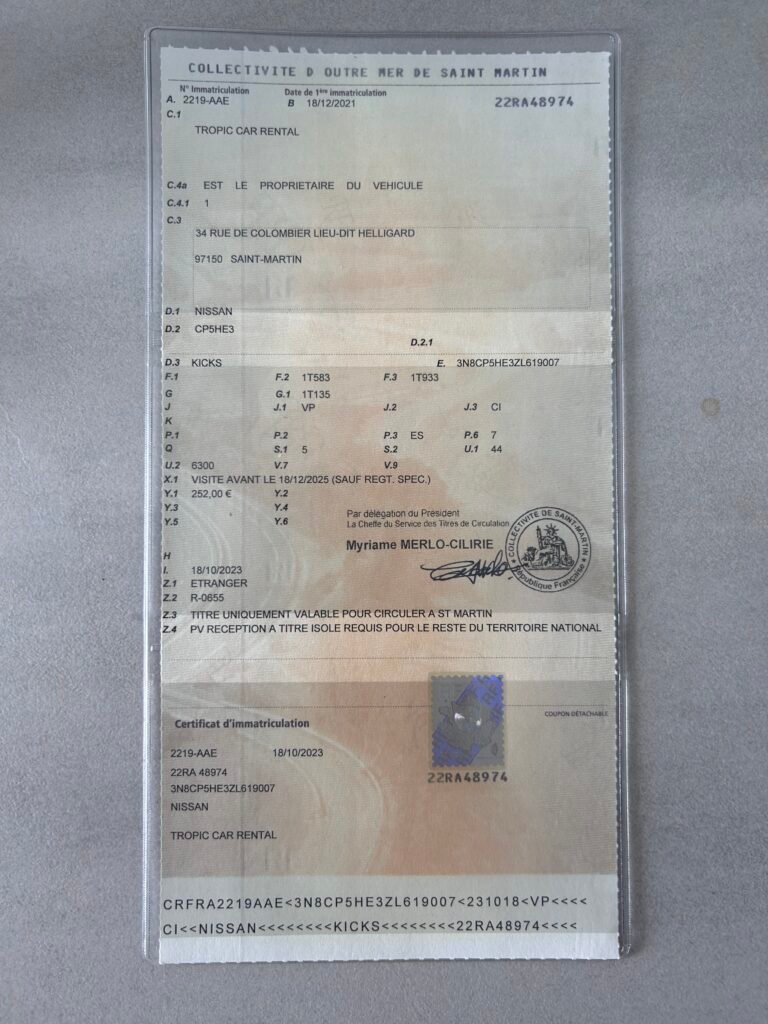 COLLECTIVITE D OUTRE MER DE SAINT MARTIN
N° Immatriculation Date de 1ère immatriculation
A. 2219-AAE B 18/12/2021 22RA48974
C.1
TROPIC CAR RENTAL
C.4a EST LE PROPRIETAIRE DU VEHICULE
C.4.1 1
C.3
34 RUE DE COLOMBIER LIEU-DIT HELLIGARD
97150 SAINT-MARTIN
D.1 NISSAN
D.2 CP5HE3
D.2.1
D.3 KICKS E. 3N8CP5HE3ZL619007
F.1 F.2 1T583 F.3 1T933
G G.1 1T135
J J.1 VP J.2 J.3 CI
K
P.1 P.2 P.3 ES P.6 7
Q S.1 5 S.2 U.1 44
U.2 6300 V.7 V.9
X.1 VISITE AVANT LE 18/12/2025 (SAUF REGT. SPEC.)
Y.1 252,00 € Y.2
Y.3 Y.4
Y.5 Y.6
Par délégation du Président
La Cheffe du Service des Titres de Circulation
Myriame MERLO-CILIRIE
COLLECTIVITÉ DE SAINT-MARTIN
République Française
H
I. 18/10/2023
Z.1 ETRANGER
Z.2 R-0655
Z.3 TITRE UNIQUEMENT VALABLE POUR CIRCULER A ST MARTIN
Z.4 PV RECEPTION A TITRE ISOLE REQUIS POUR LE RESTE DU TERRITOIRE NATIONAL
COUPON DÉTACHABLE
Certificat d'immatriculation
2219-AAE 18/10/2023
22RA 48974
22RA48974
3N8CP5HE3ZL619007
NISSAN
TROPIC CAR RENTAL
CRFRA2219AAE<3N8CP5HE3ZL619007<231018<VP<<<<
CI<<NISSAN<<<<<<<<KICKS<<<<<<<<22RA48974<<<<